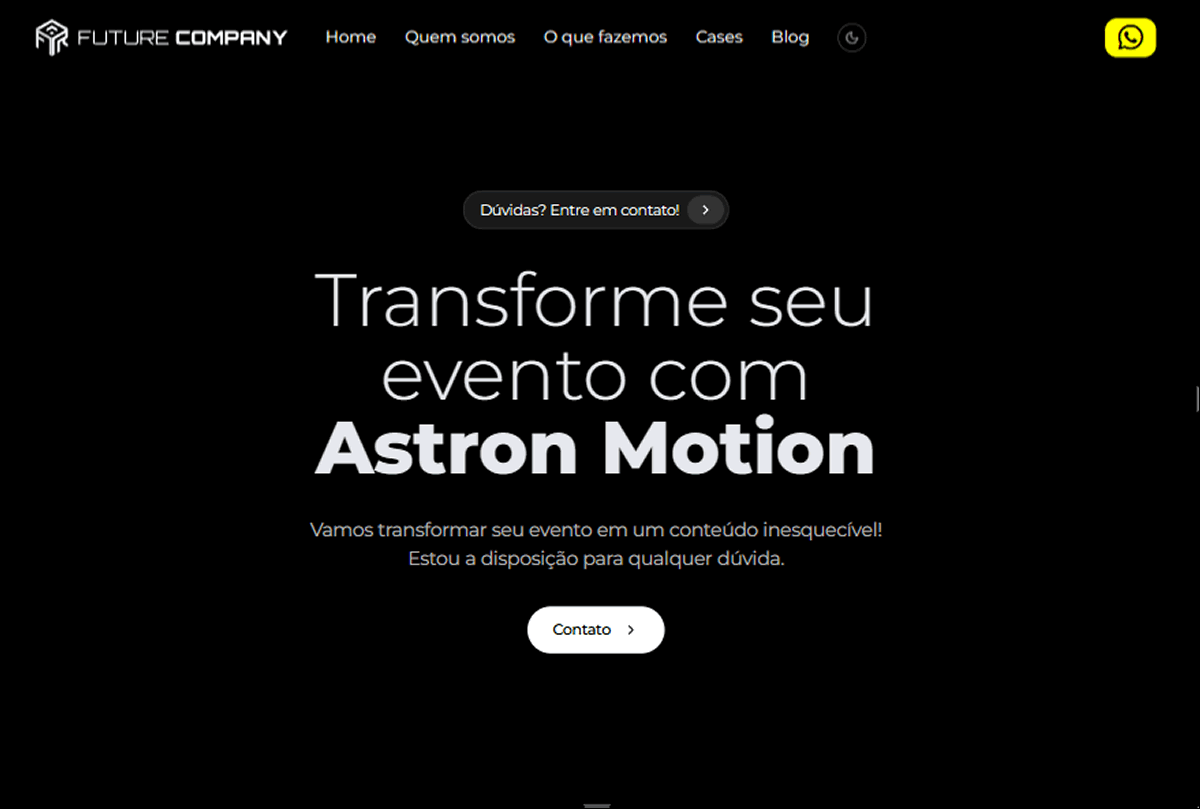 FUTURE COMPANY
Home
Quem somos
O que fazemos
Cases
Blog
Dúvidas? Entre em contato!
Transforme seu
evento com
Astron Motion
Vamos transformar seu evento em um conteúdo inesquecível!
Estou a disposição para qualquer dúvida.
Contato